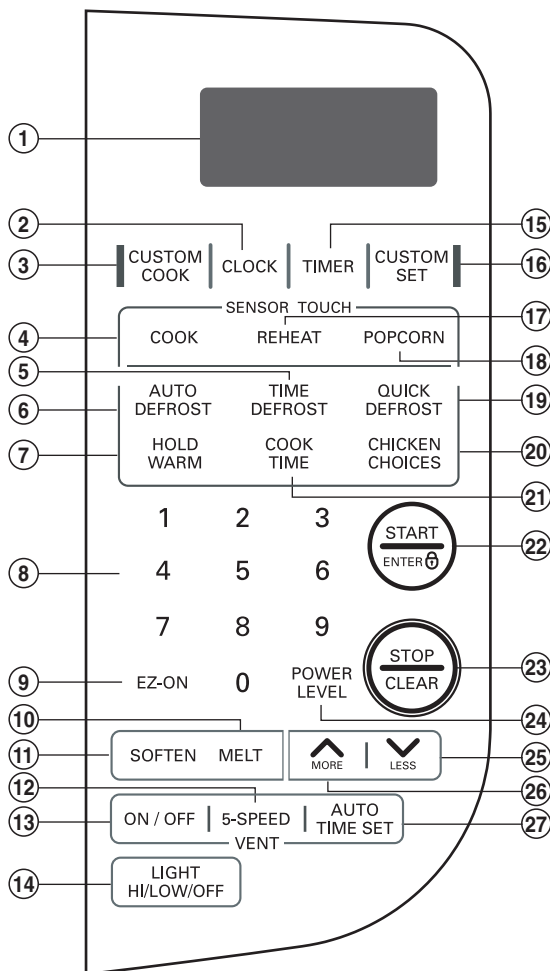 1
2
15
3
CUSTOM COOK
CLOCK
TIMER
CUSTOM SET
16
SENSOR TOUCH
17
4
COOK
REHEAT
POPCORN
18
5
6
AUTO DEFROST
TIME DEFROST
QUICK DEFROST
19
7
HOLD WARM
COOK TIME
CHICKEN CHOICES
20
21
1 2 3
START
ENTER
22
8
4 5 6
7 8 9
STOP
CLEAR
23
9
EZ-ON
0
POWER LEVEL
24
10
11
SOFTEN
MELT
MORE
LESS
25
26
12
13
ON / OFF
5-SPEED
AUTO TIME SET
27
VENT
14
LIGHT
HI/LOW/OFF